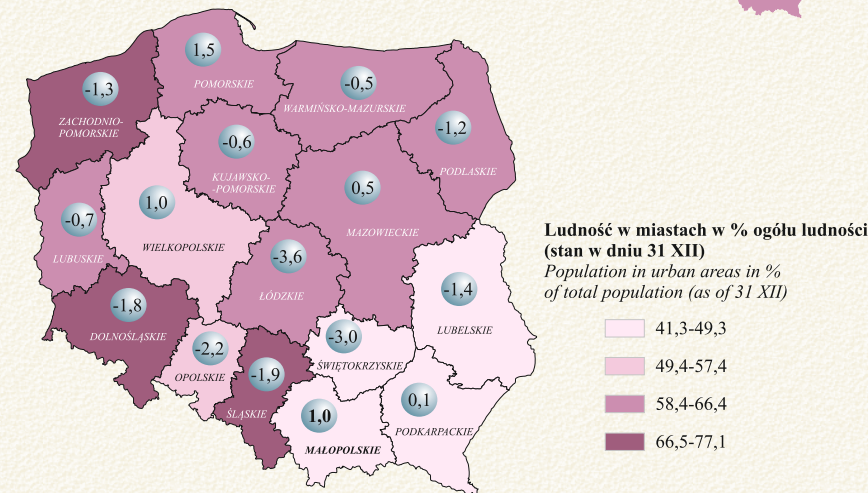 1,5
POMORSKIE
-1,3
ZACHODNIO-
POMORSKIE
-0,5
WARMIŃSKO-MAZURSKIE
-0,6
KUJAWSKO-
-POMORSKIE
-1,2
PODLASKIE
-0,7
LUBUSKIE
1,0
WIELKOPOLSKIE
0,5
MAZOWIECKIE
-3,6
ŁÓDZKIE
-1,8
DOLNOŚLĄSKIE
-2,2
OPOLSKIE
-1,9
ŚLĄSKIE
-3,0
ŚWIĘTOKRZYSKIE
-1,4
LUBELSKIE
1,0
MAŁOPOLSKIE
0,1
PODKARPACKIE
Ludność w miastach w % ogółu ludności
(stan w dniu 31 XII)
Population in urban areas in %
of total population (as of 31 XII)
41,3-49,3
49,4-57,4
58,4-66,4
66,5-77,1